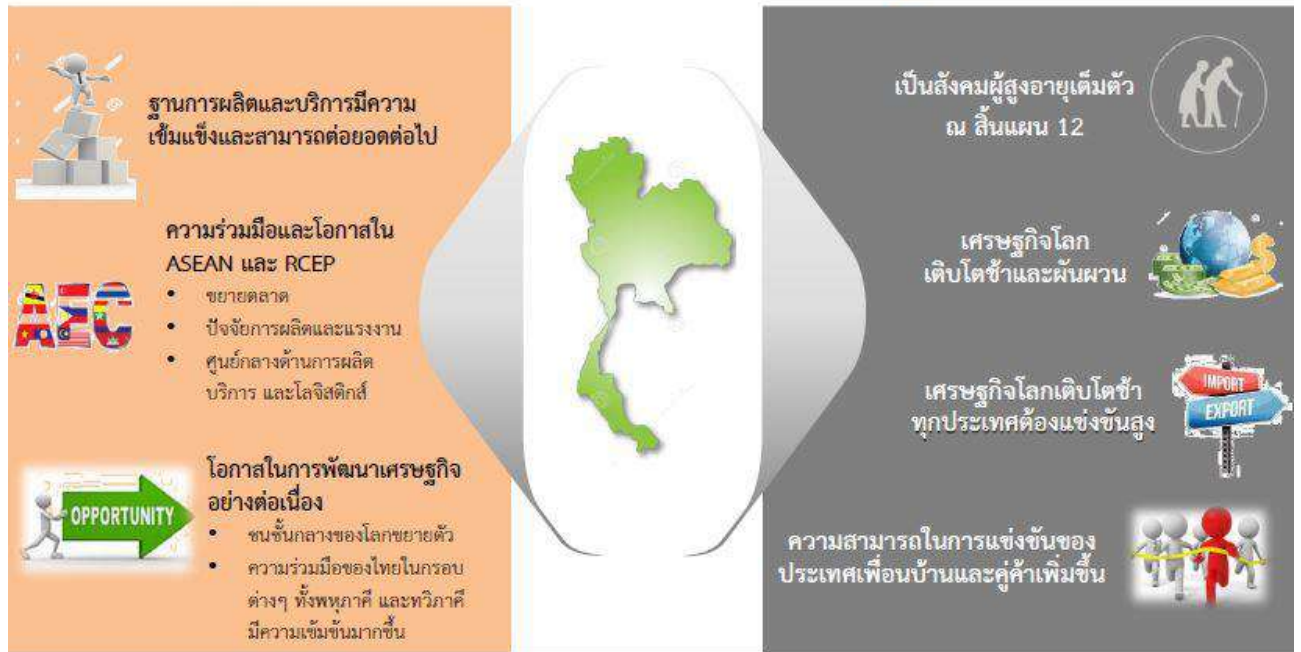 ฐานการผลิตและบริการมีความ
เข้มแข็งและสามารถต่อยอดต่อไป
ความร่วมมือและโอกาสใน
ASEAN และ RCEP
• ขยายตลาด
• ปัจจัยการผลิตและแรงงาน
• ศูนย์กลางด้านการผลิต
บริการ และโลจิสติกส์
AEC
โอกาสในการพัฒนาเศรษฐกิจ
อย่างต่อเนื่อง
OPPORTUNITY
• ชนชั้นกลางของโลกขยายตัว
• ความร่วมมือของไทยในกรอบ
ต่างๆ ทั้งพหุภาคี และทวิภาคี
มีความเข้มข้นมากขึ้น
เป็นสังคมผู้สูงอายุเต็มตัว
ณ สิ้นแผน 12
เศรษฐกิจโลก
เติบโตช้าและผันผวน
เศรษฐกิจโลกเติบโตช้า
ทุกประเทศต้องแข่งขันสูง
IMPORT
EXPORT
ความสามารถในการแข่งขันของ
ประเทศเพื่อนบ้านและคู่ค้าเพิ่มขึ้น